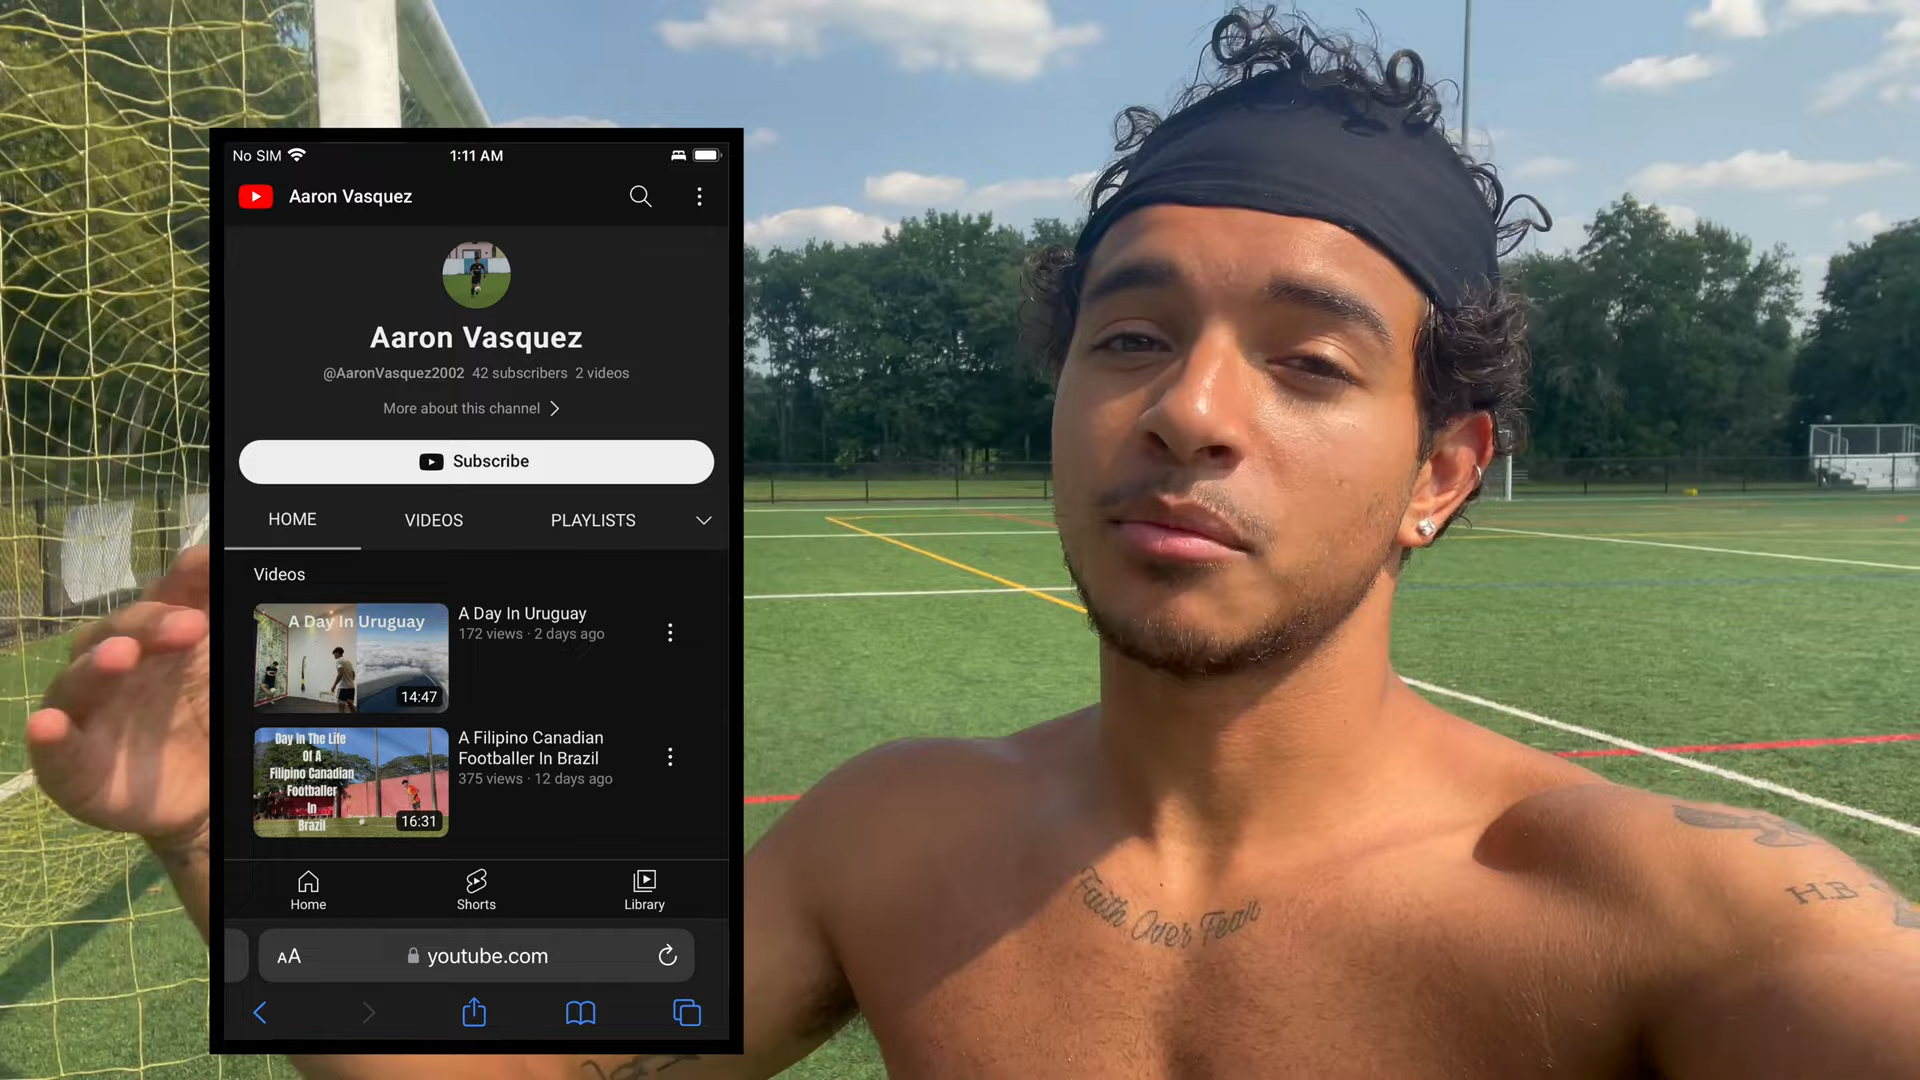 No SIM 1:11 AM
Aaron Vasquez
Aaron Vasquez
@AaronVasquez2002 42 subscribers 2 videos
More about this channel
Subscribe
HOME VIDEOS PLAYLISTS
Videos
A Day In Uruguay
14:47
A Day In Uruguay
172 views · 2 days ago
Day In The Life
Of A
Filipino Canadian
Footballer
In
Brazil
16:31
A Filipino Canadian
Footballer In Brazil
375 views · 12 days ago
Home Shorts Library
AA youtube.com
Faith Over Fear
H.B